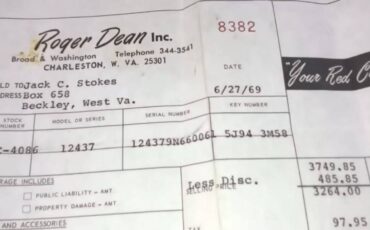 Roger Dean Inc.
8382
Broad & Washington Telephone 344-3541
CHARLESTON, W. VA. 25301
DATE
"Your Red C
LD TO Jack C. Stokes
DRESS Box 658
6/27/69
Beckley, West Va.
STOCK NUMBER
MODEL OR SERIES
SERIAL NUMBER
KEY NUMBER
-4086
12437
124379N660061
5J94 3M58
3749.85
RAGE INCLUDES
Less Disc.
485.85
SELLING PRICE
3264.00
PUBLIC LIABILITY - AMT.
PROPERTY DAMAGE - AMT.
AND ACCESSORIES
97.95